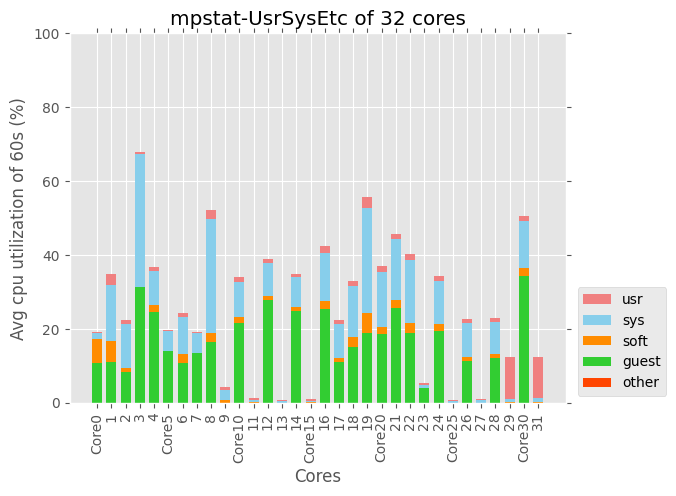 mpstat-UsrSysEtc of 32 cores
Avg cpu utilization of 60s (%)
100
80
60
40
20
0
Core0
1
2
3
4
Core5
6
7
8
9
Core10
11
12
13
14
Core15
16
17
18
19
Core20
21
22
23
24
Core25
26
27
28
29
Core30
31
Cores
usr
sys
soft
guest
other